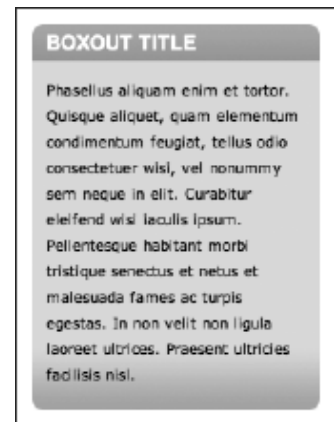 BOXOUT TITLE
Phasellus aliquam enim et tortor.
Quisque aliquet, quam elementum
condimentum feugiat, tellus odio
consectetuer wisi, vel nonummy
sem neque in elit. Curabitur
eleifend wisi iaculis ipsum.
Pellentesque habitant morbi
tristique senectus et netus et
malesuada fames ac turpis
egestas. In non velit non ligula
laoreet ultrices. Praesent ultricies
facilisis nisl.